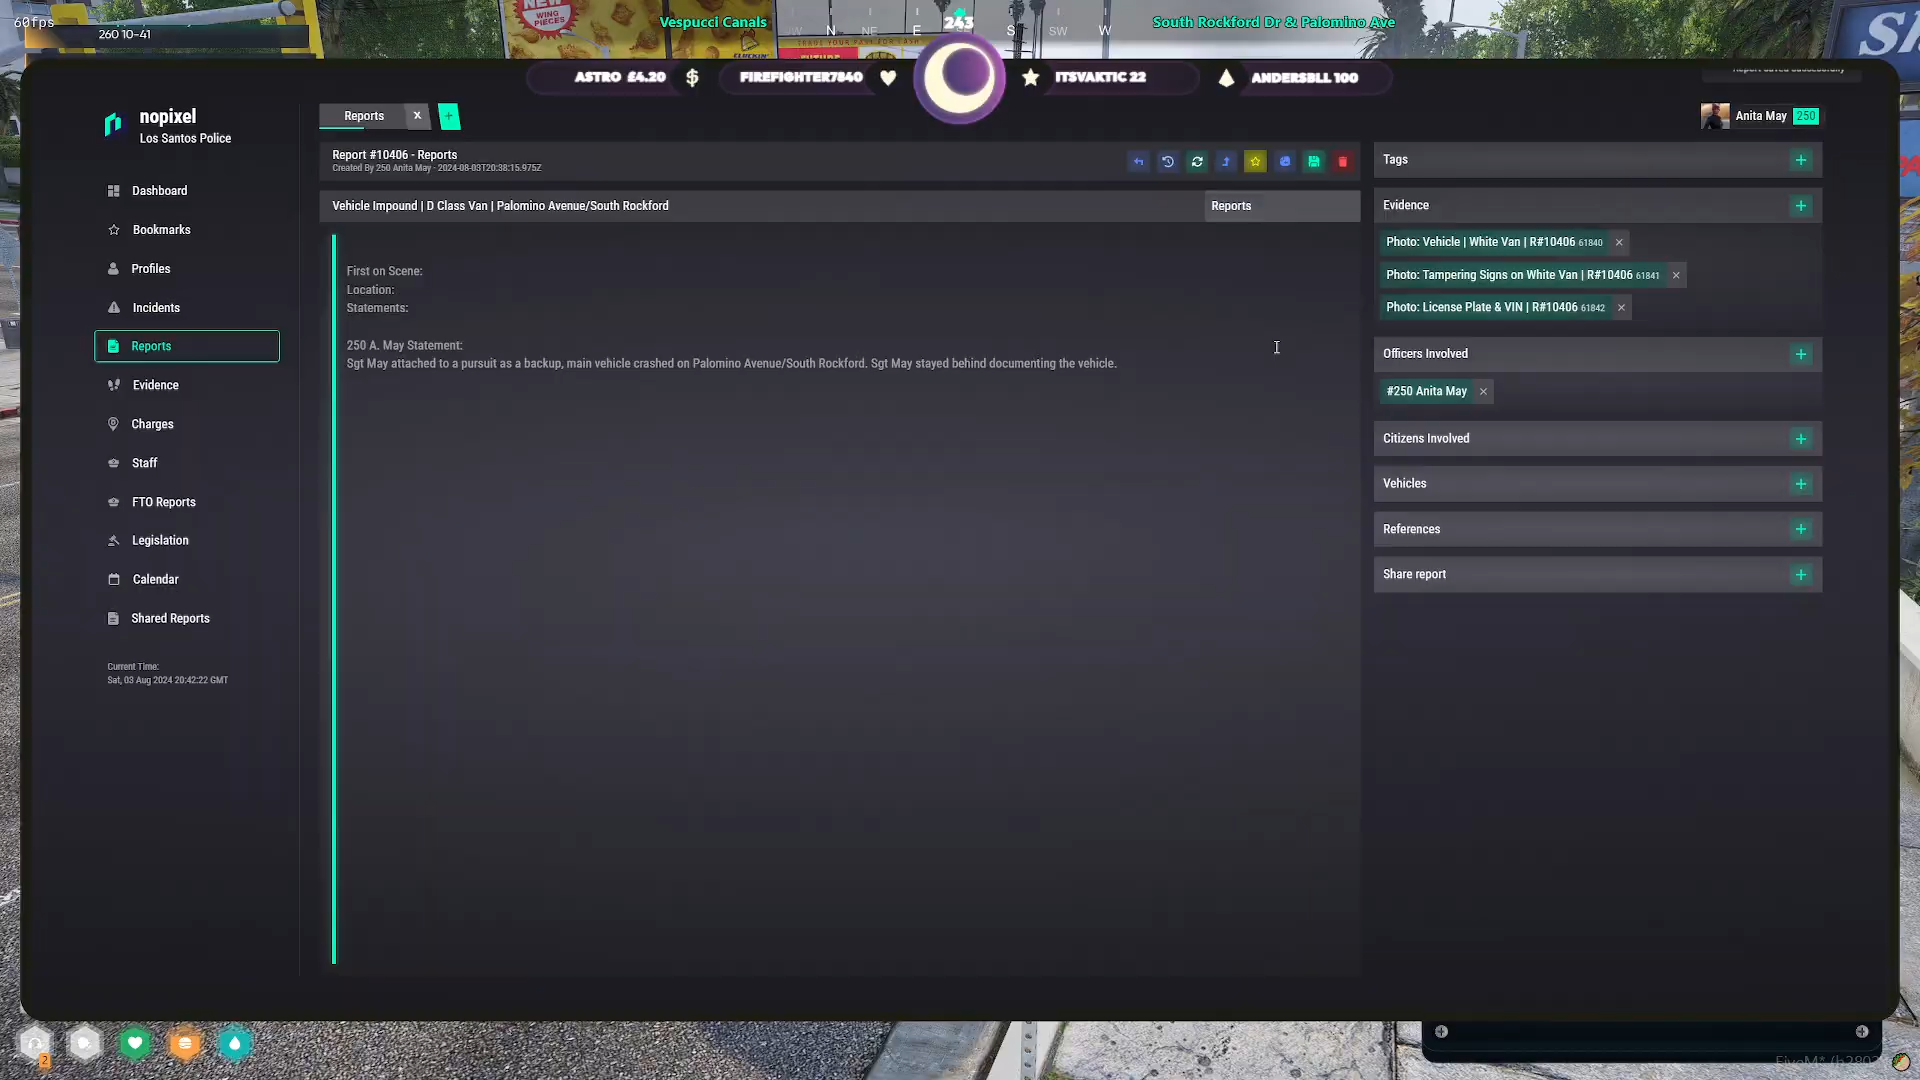 60fps
260 10-41
Vespucci Canals
243
South Rockford Dr & Palomino Ave
N NE E S SW W
NEW
WING
PIECES
ASTRO £4.20
$
FIREFIGHTER7840
ITSVAKTIC 22
ANDERSBLL 100
Report saved successfully
nopixel
Los Santos Police
Reports x +
Anita May 250
Report #10406 - Reports
Created By 250 Anita May - 2024-08-03T20:38:15.975Z
Vehicle Impound | D Class Van | Palomino Avenue/South Rockford
Reports
Dashboard
Bookmarks
Profiles
Incidents
Reports
Evidence
Charges
Staff
FTO Reports
Legislation
Calendar
Shared Reports
Current Time:
Sat, 03 Aug 2024 20:42:22 GMT
First on Scene:
Location:
Statements:
250 A. May Statement:
Sgt May attached to a pursuit as a backup, main vehicle crashed on Palomino Avenue/South Rockford. Sgt May stayed behind documenting the vehicle.
Tags +
Evidence +
Photo: Vehicle | White Van | R#10406 61840 ×
Photo: Tampering Signs on White Van | R#10406 61841 ×
Photo: License Plate & VIN | R#10406 61842 ×
Officers Involved +
#250 Anita May ×
Citizens Involved +
Vehicles +
References +
Share report +
2